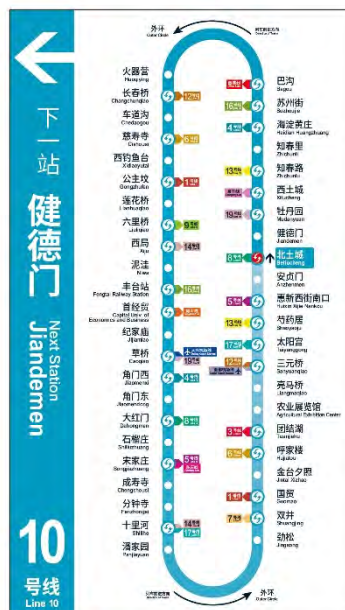 下一站
健德门
Next Station
Jiandemen
10
号线
Line 10
外环
火器营
Huoqiying
长春桥
Changchunqiao
车道沟
Chedaogou
慈寿寺
Cishousi
西钓鱼台
Xidiaoyutai
公主坟
Gongzhufen
莲花桥
Lianhuaqiao
六里桥
Liuliqiao
西局
Xiju
泥洼
Niwa
丰台站
Fengtai Railway Station
首经贸
Capital Univ. of
Economics and Business
纪家庙
Jijiamiao
草桥
Caoqiao
角门西
Jiaomenxi
角门东
Jiaomendong
大红门
Dahongmen
石榴庄
Shiliuzhuang
宋家庄
Songjiazhuang
成寿寺
Chengshousi
分钟寺
Fenzhongsi
十里河
Shilihe
潘家园
Panjiayuan
巴沟
Bagou
苏州街
Suzhoujie
海淀黄庄
Haidian Huangzhuang
知春里
Zhichunli
知春路
Zhichunlu
西土城
Xitucheng
牡丹园
Mudanyuan
健德门
Jiandemen
北土城
Beitucheng
安贞门
Anzhenmen
惠新西街南口
Huixin Xijie Nankou
芍药居
Shaoyaoju
太阳宫
Taiyanggong
三元桥
Sanyuanqiao
亮马桥
Liangmaqiao
农业展览馆
Agricultural Exhibition Center
团结湖
Tuanjiehu
呼家楼
Hujialou
金台夕照
Jintai Xizhao
国贸
Guomao
双井
Shuangjing
劲松
Jinsong
外环